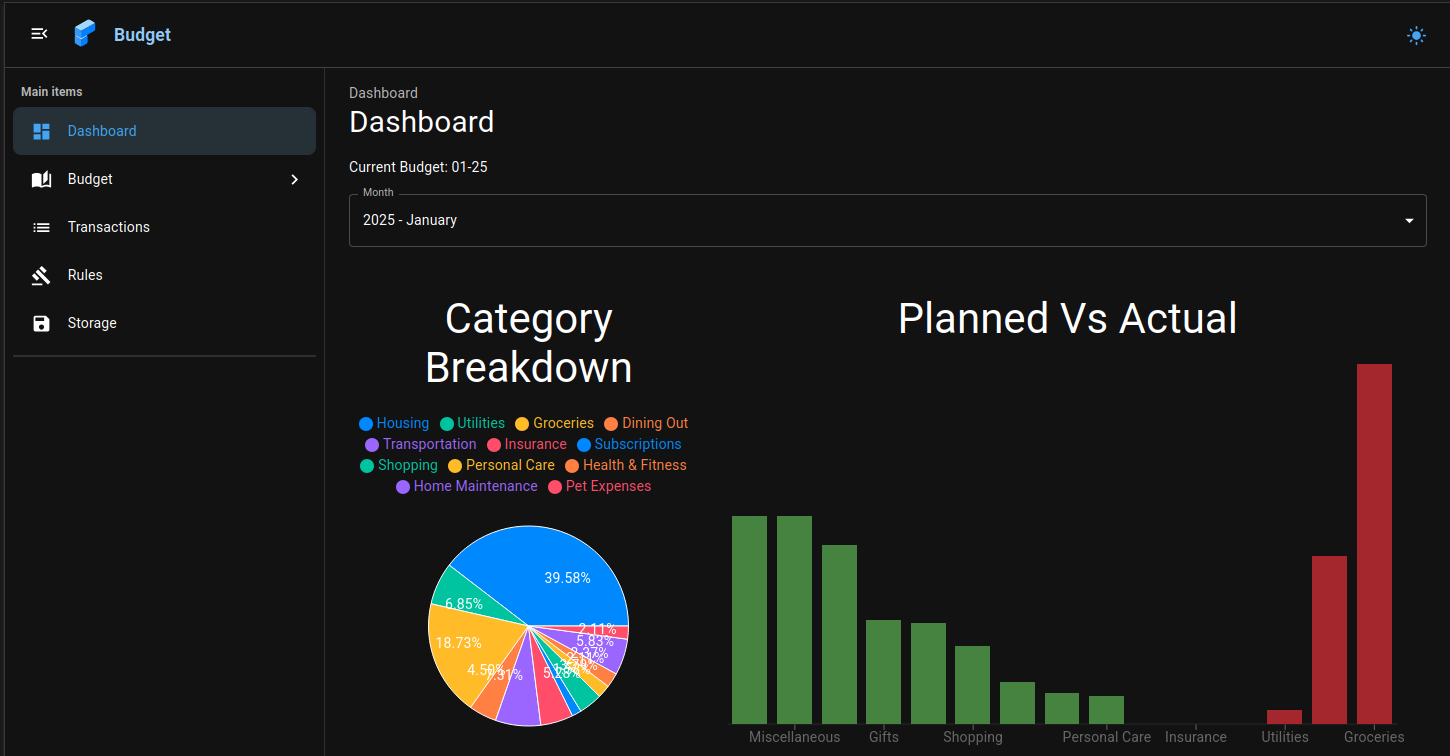 Budget
Main items
Dashboard
Budget
Transactions
Rules
Storage
Dashboard
Dashboard
Current Budget: 01-25
Month
2025 - January
Category
Breakdown
Housing Utilities Groceries Dining Out
Transportation Insurance Subscriptions
Shopping Personal Care Health & Fitness
Home Maintenance Pet Expenses
39.58%
6.85%
18.73%
4.50%
7.31%
5.28%
2.11%
5.83%
2.37%
Planned Vs Actual
Miscellaneous Gifts Shopping Personal Care Insurance Utilities Groceries